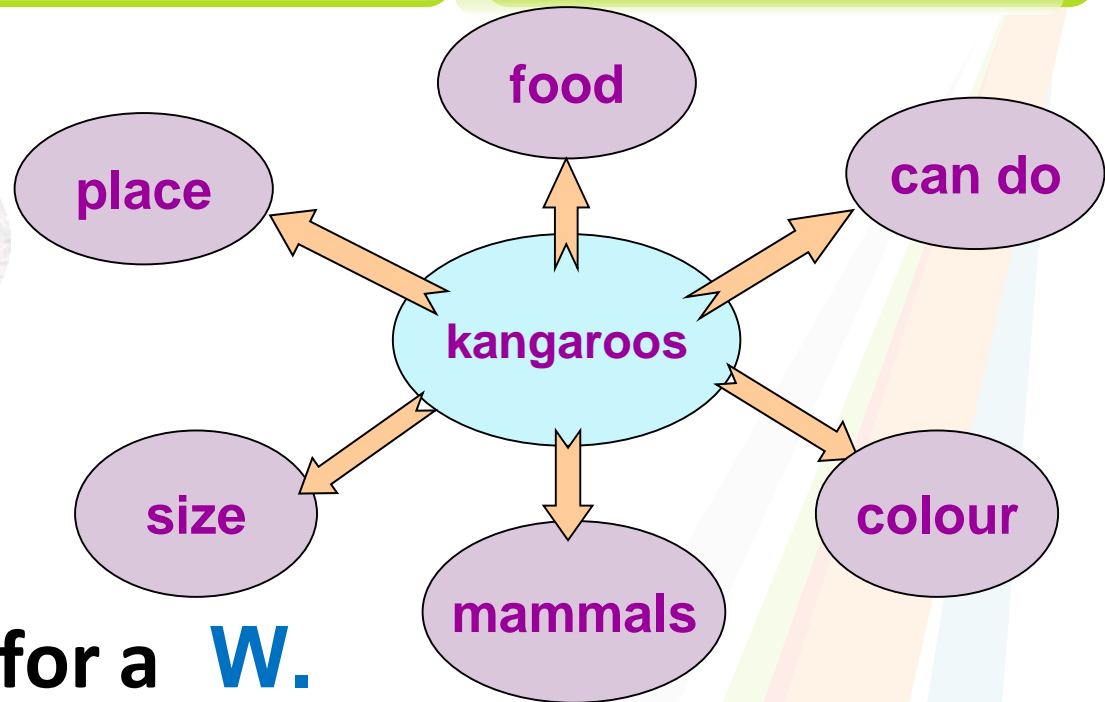 food
place
can do
kangaroos
size
colour
mammals
for a W.